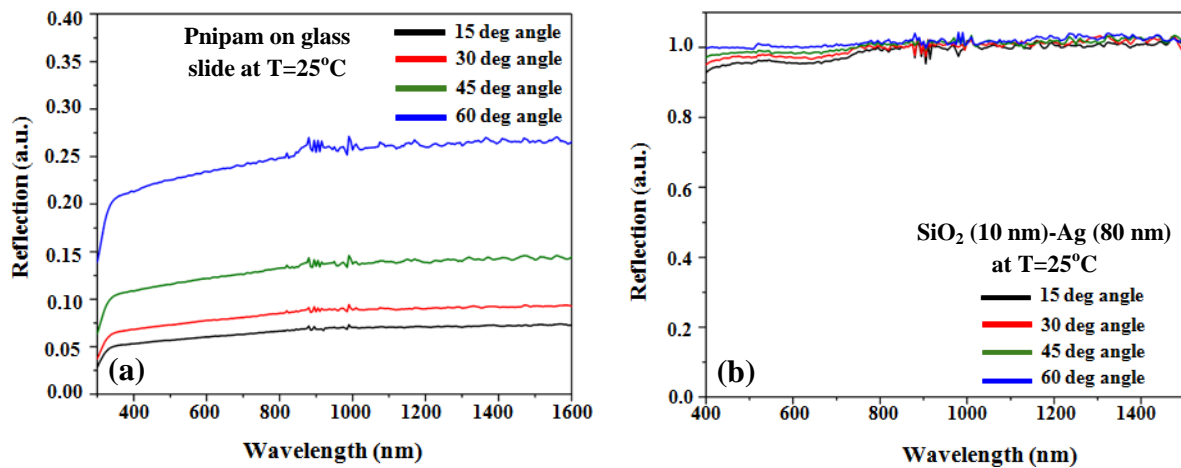 0.40
0.35
0.30
0.25
0.20
0.15
0.10
0.05
0.00
Reflection (a.u.)
Pnipam on glass
slide at T=25°C
15 deg angle
30 deg angle
45 deg angle
60 deg angle
(a)
400 600 800 1000 1200 1400 1600
Wavelength (nm)
1.0
0.8
0.6
0.4
0.2
0.0
Reflection (a.u.)
SiO₂ (10 nm)-Ag (80 nm)
at T=25°C
15 deg angle
30 deg angle
45 deg angle
60 deg angle
(b)
400 600 800 1000 1200 1400
Wavelength (nm)